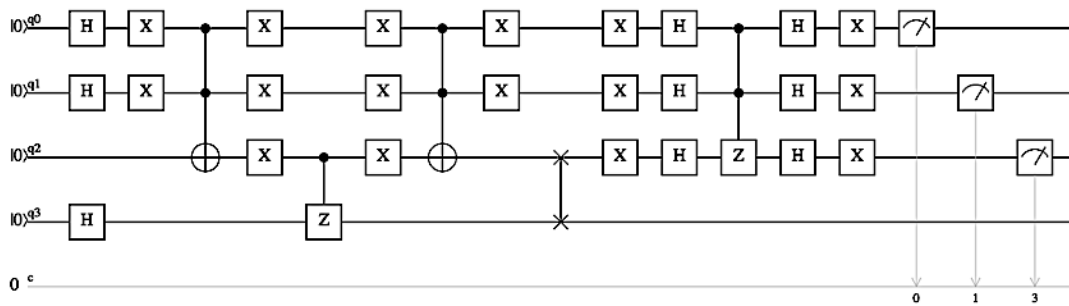 |0⟩ q0 H X X X X X H H X
|0⟩ q1 H X X X X X H H X
|0⟩ q2 X X X H Z H X
|0⟩ q3 H Z
0 c
0 1 3